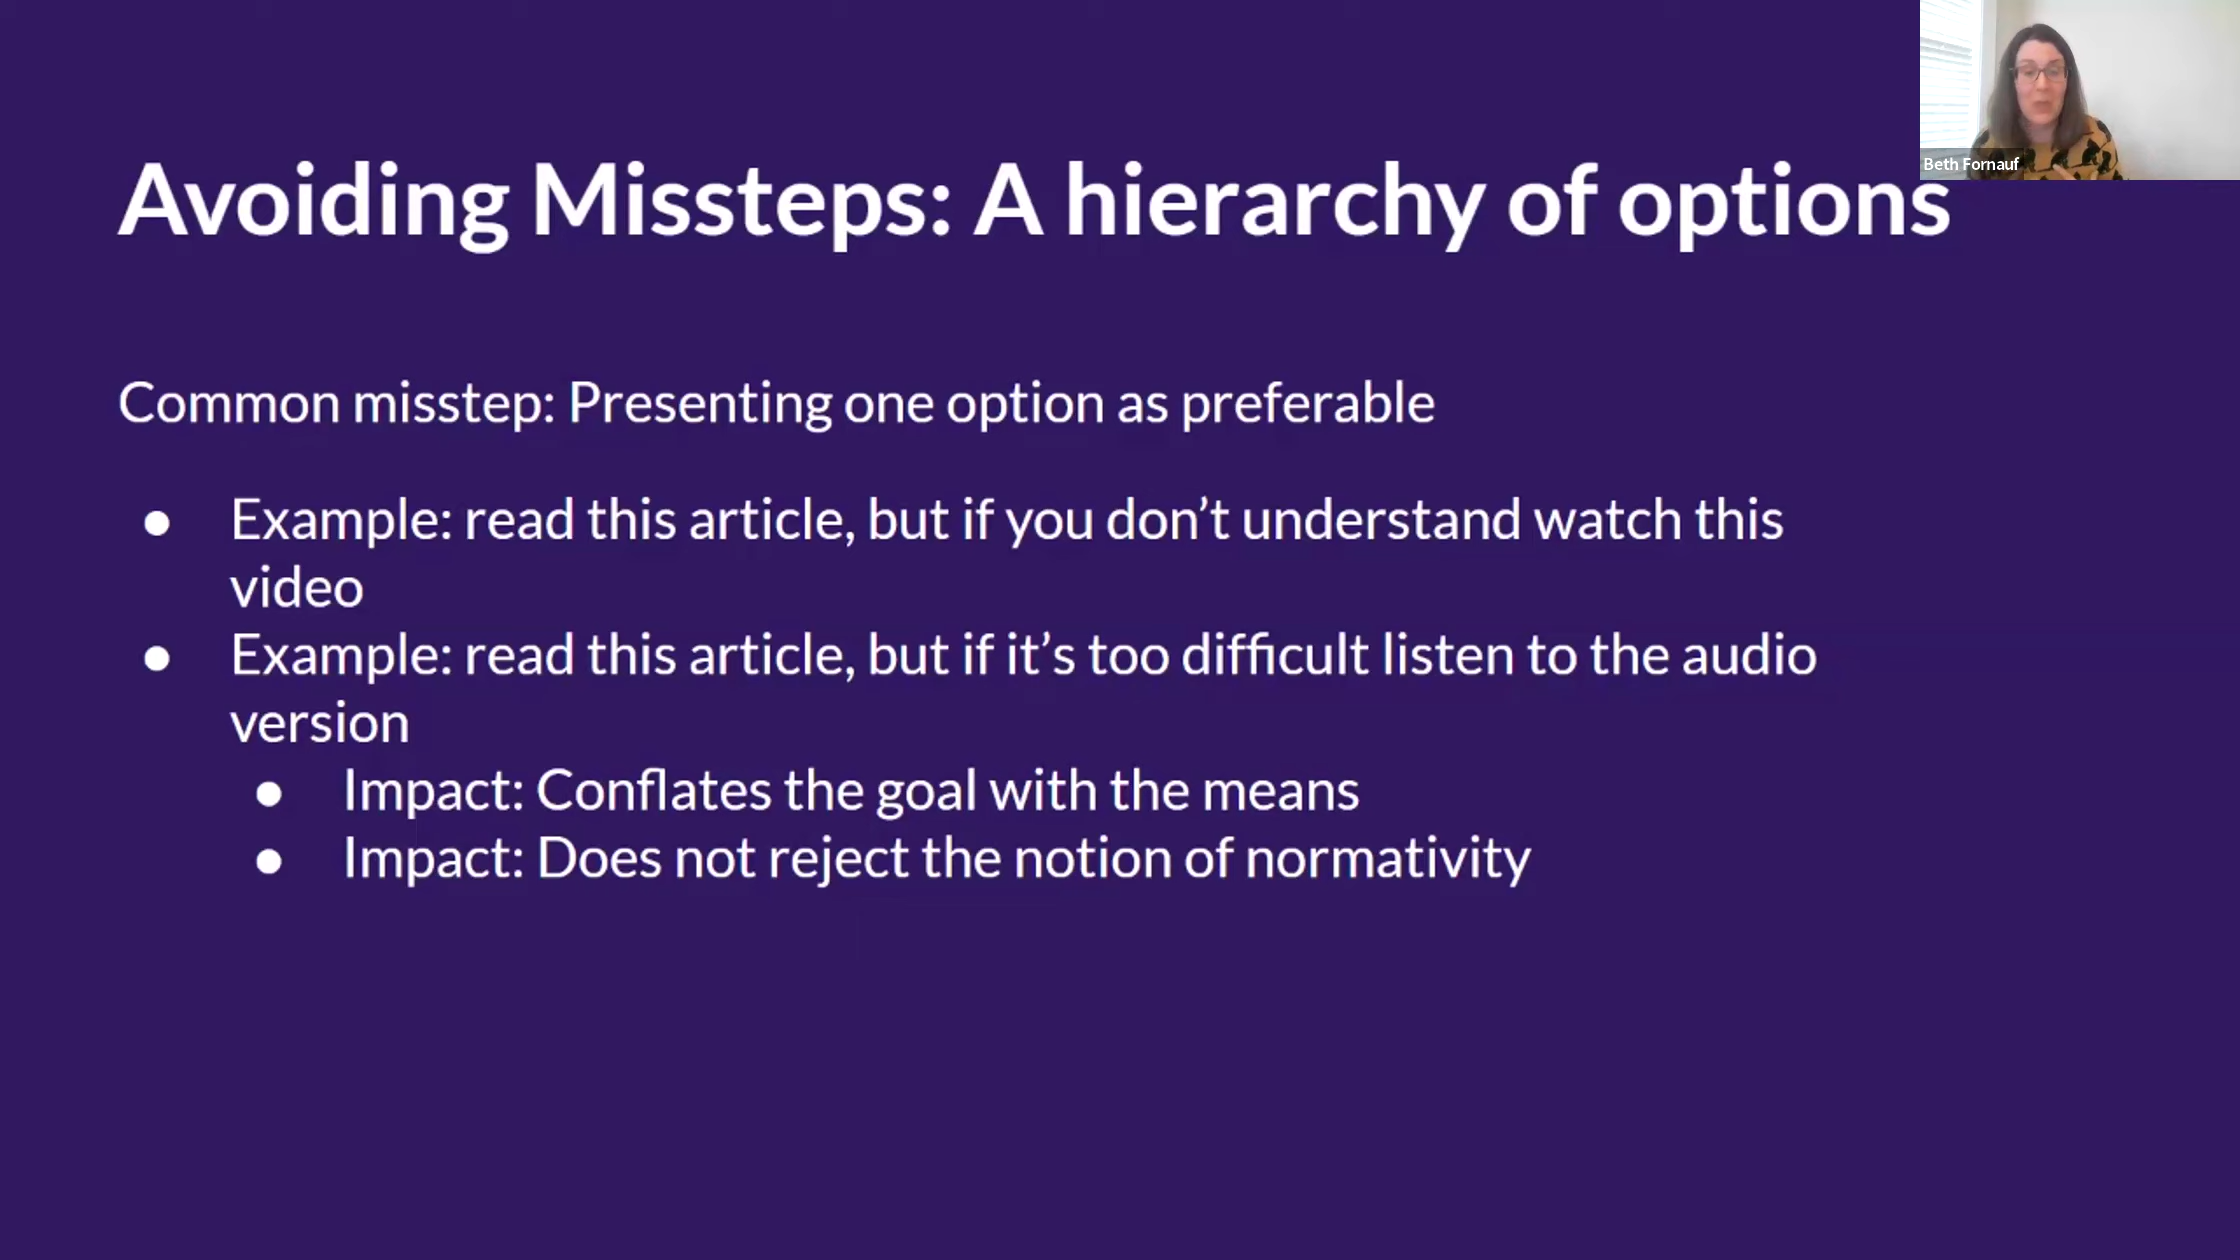 Beth Fornauf
Avoiding Missteps: A hierarchy of options
Common misstep: Presenting one option as preferable
● Example: read this article, but if you don’t understand watch this
video
● Example: read this article, but if it’s too difficult listen to the audio
version
● Impact: Conflates the goal with the means
● Impact: Does not reject the notion of normativity